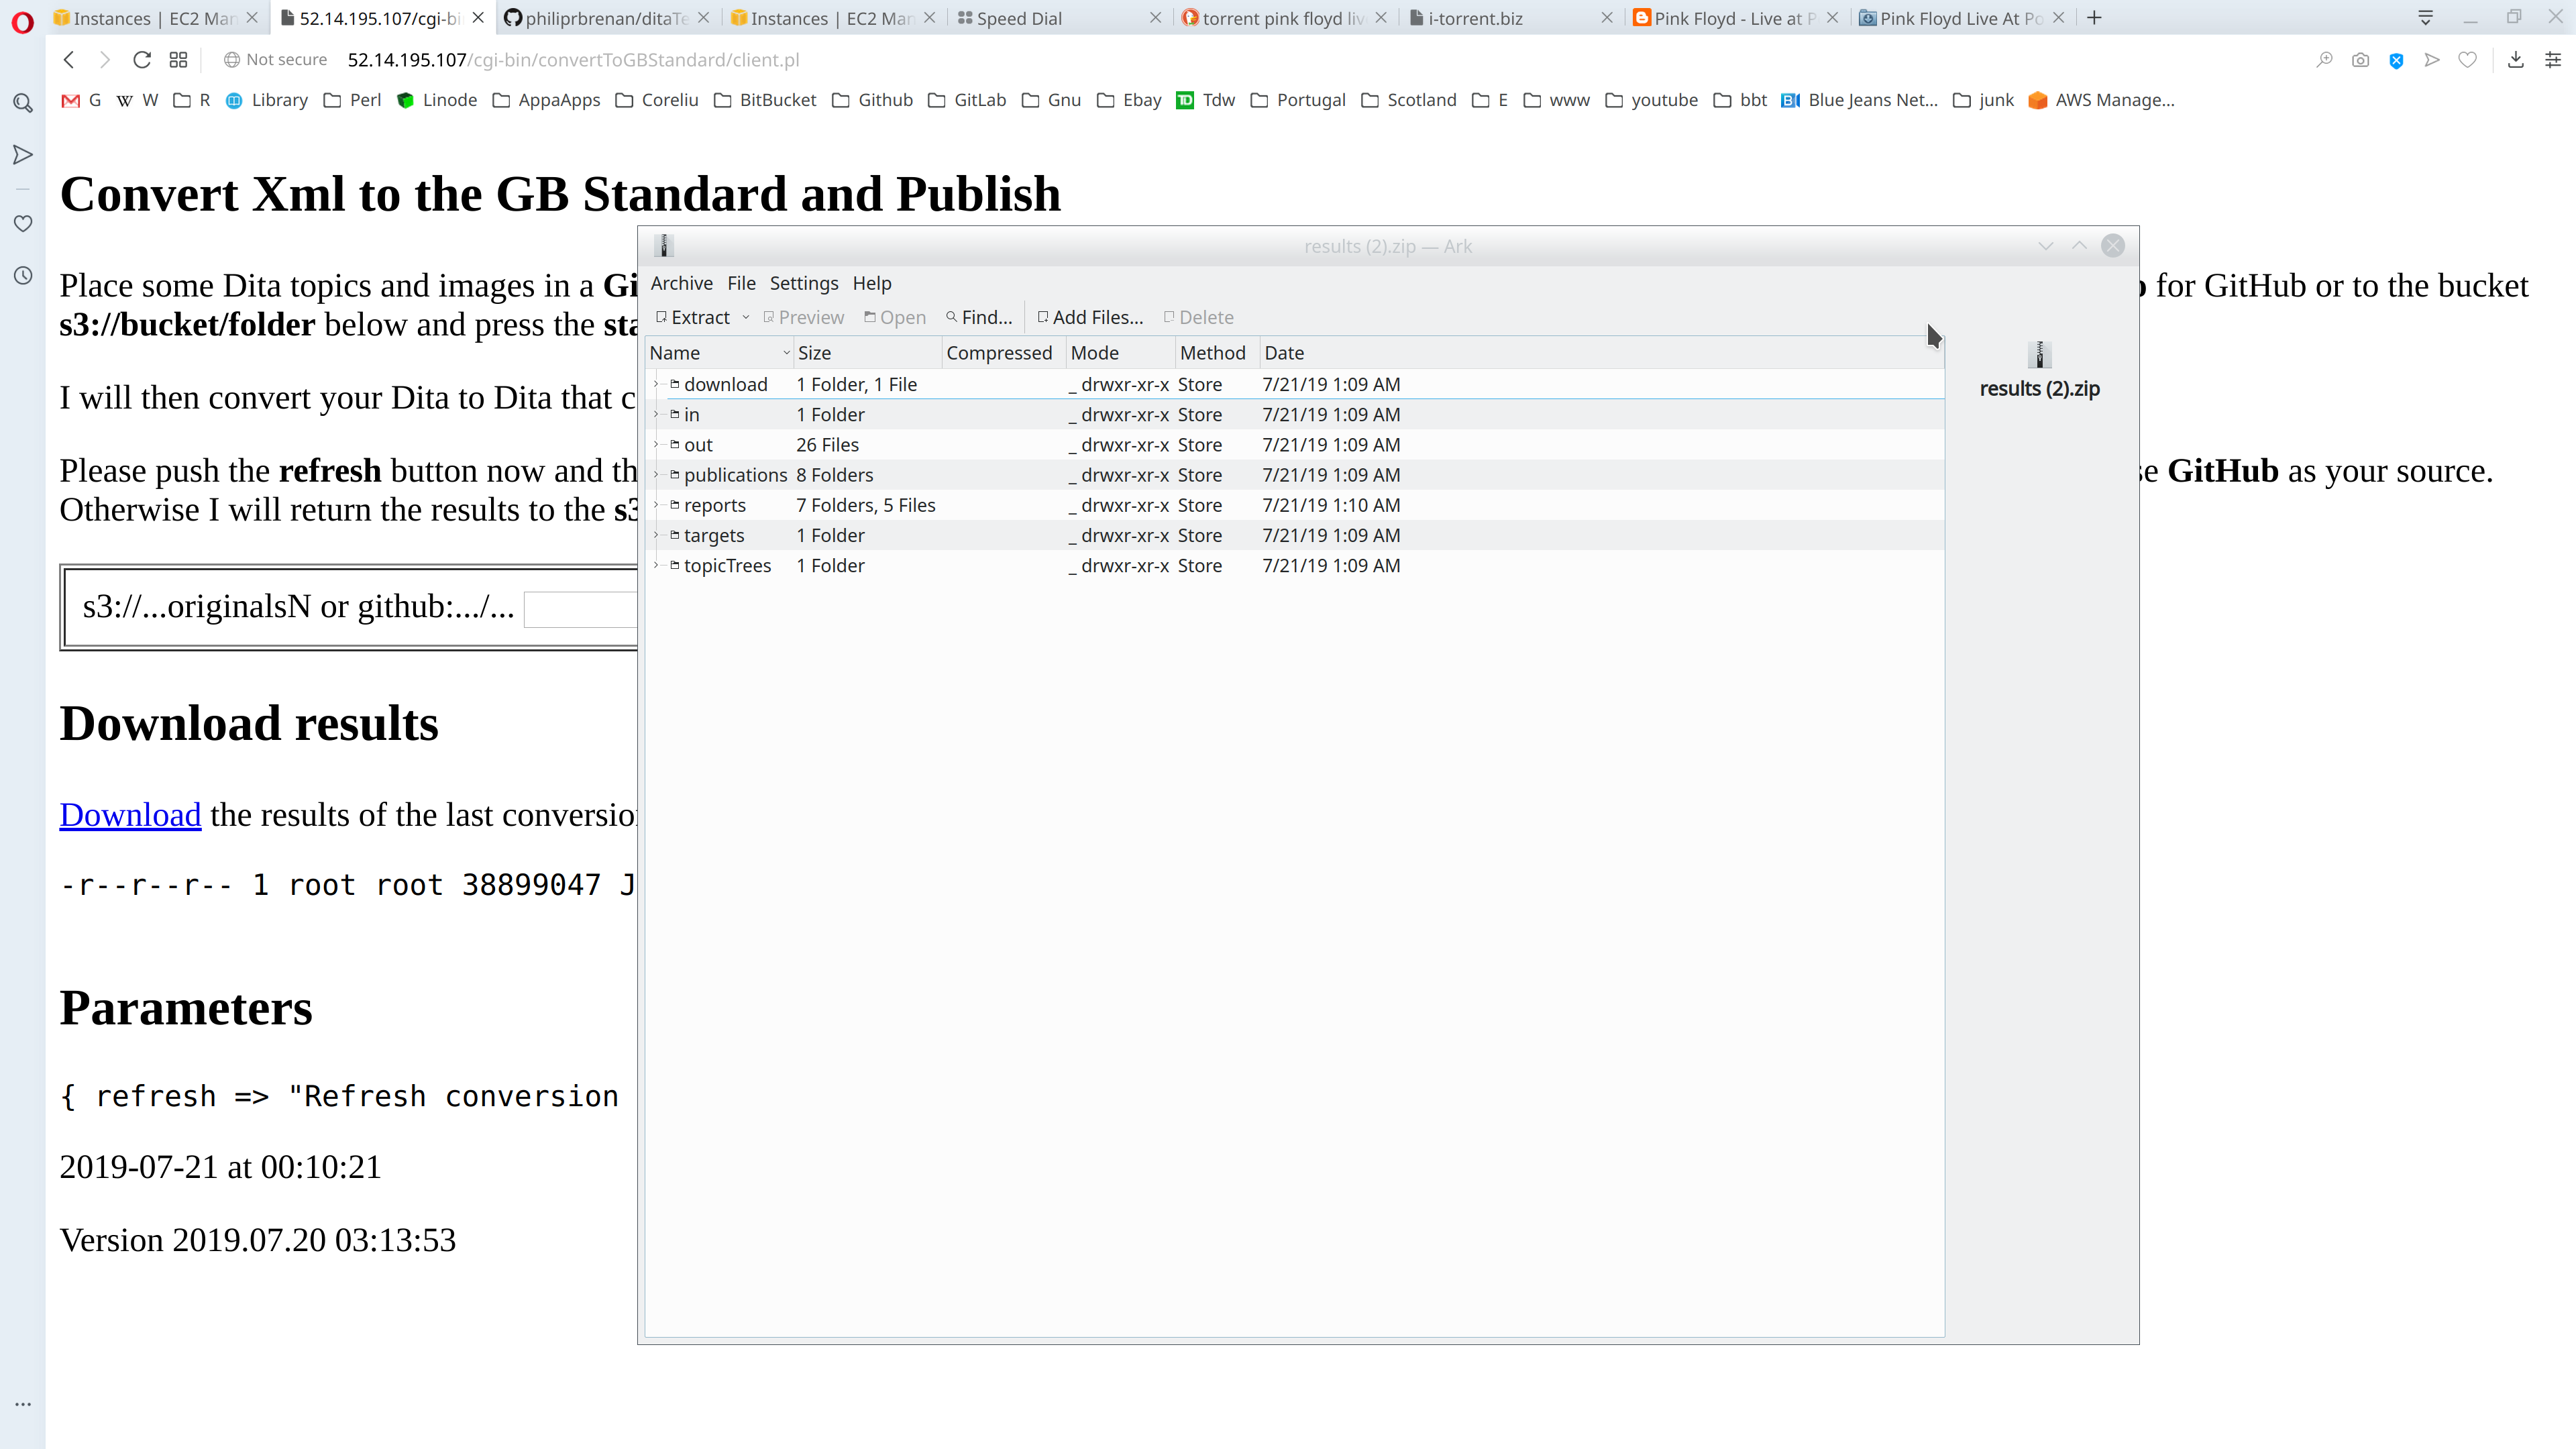 Instances | EC2 Man
52.14.195.107/cgi-bi
philiprbrenan/ditaTe
Instances | EC2 Man
Speed Dial
torrent pink floyd liv
i-torrent.biz
Pink Floyd - Live at P
Pink Floyd Live At Po
Not secure 52.14.195.107/cgi-bin/convertToGBStandard/client.pl
G W R Library Perl Linode AppaApps Coreliu BitBucket Github GitLab Gnu Ebay Tdw Portugal Scotland E www youtube bbt Blue Jeans Net... junk AWS Manage...
Convert Xml to the GB Standard and Publish
Place some Dita topics and images in a Gi
for GitHub or to the bucket
s3://bucket/folder below and press the sta
I will then convert your Dita to Dita that c
Please push the refresh button now and th
se GitHub as your source.
Otherwise I will return the results to the s3
s3://...originalsN or github:.../...
Download results
Download the results of the last conversion
-r--r--r-- 1 root root 38899047 J
Parameters
{ refresh => "Refresh conversion
2019-07-21 at 00:10:21
Version 2019.07.20 03:13:53
results (2).zip — Ark
Archive File Settings Help
Extract Preview Open Find... Add Files... Delete
Name Size Compressed Mode Method Date
download 1 Folder, 1 File _ drwxr-xr-x Store 7/21/19 1:09 AM
in 1 Folder _ drwxr-xr-x Store 7/21/19 1:09 AM
out 26 Files _ drwxr-xr-x Store 7/21/19 1:09 AM
publications 8 Folders _ drwxr-xr-x Store 7/21/19 1:09 AM
reports 7 Folders, 5 Files _ drwxr-xr-x Store 7/21/19 1:10 AM
targets 1 Folder _ drwxr-xr-x Store 7/21/19 1:09 AM
topicTrees 1 Folder _ drwxr-xr-x Store 7/21/19 1:09 AM
results (2).zip